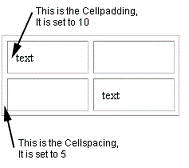 This is the Cellpadding,
It is set to 10
text
text
This is the Cellspacing,
It is set to 5